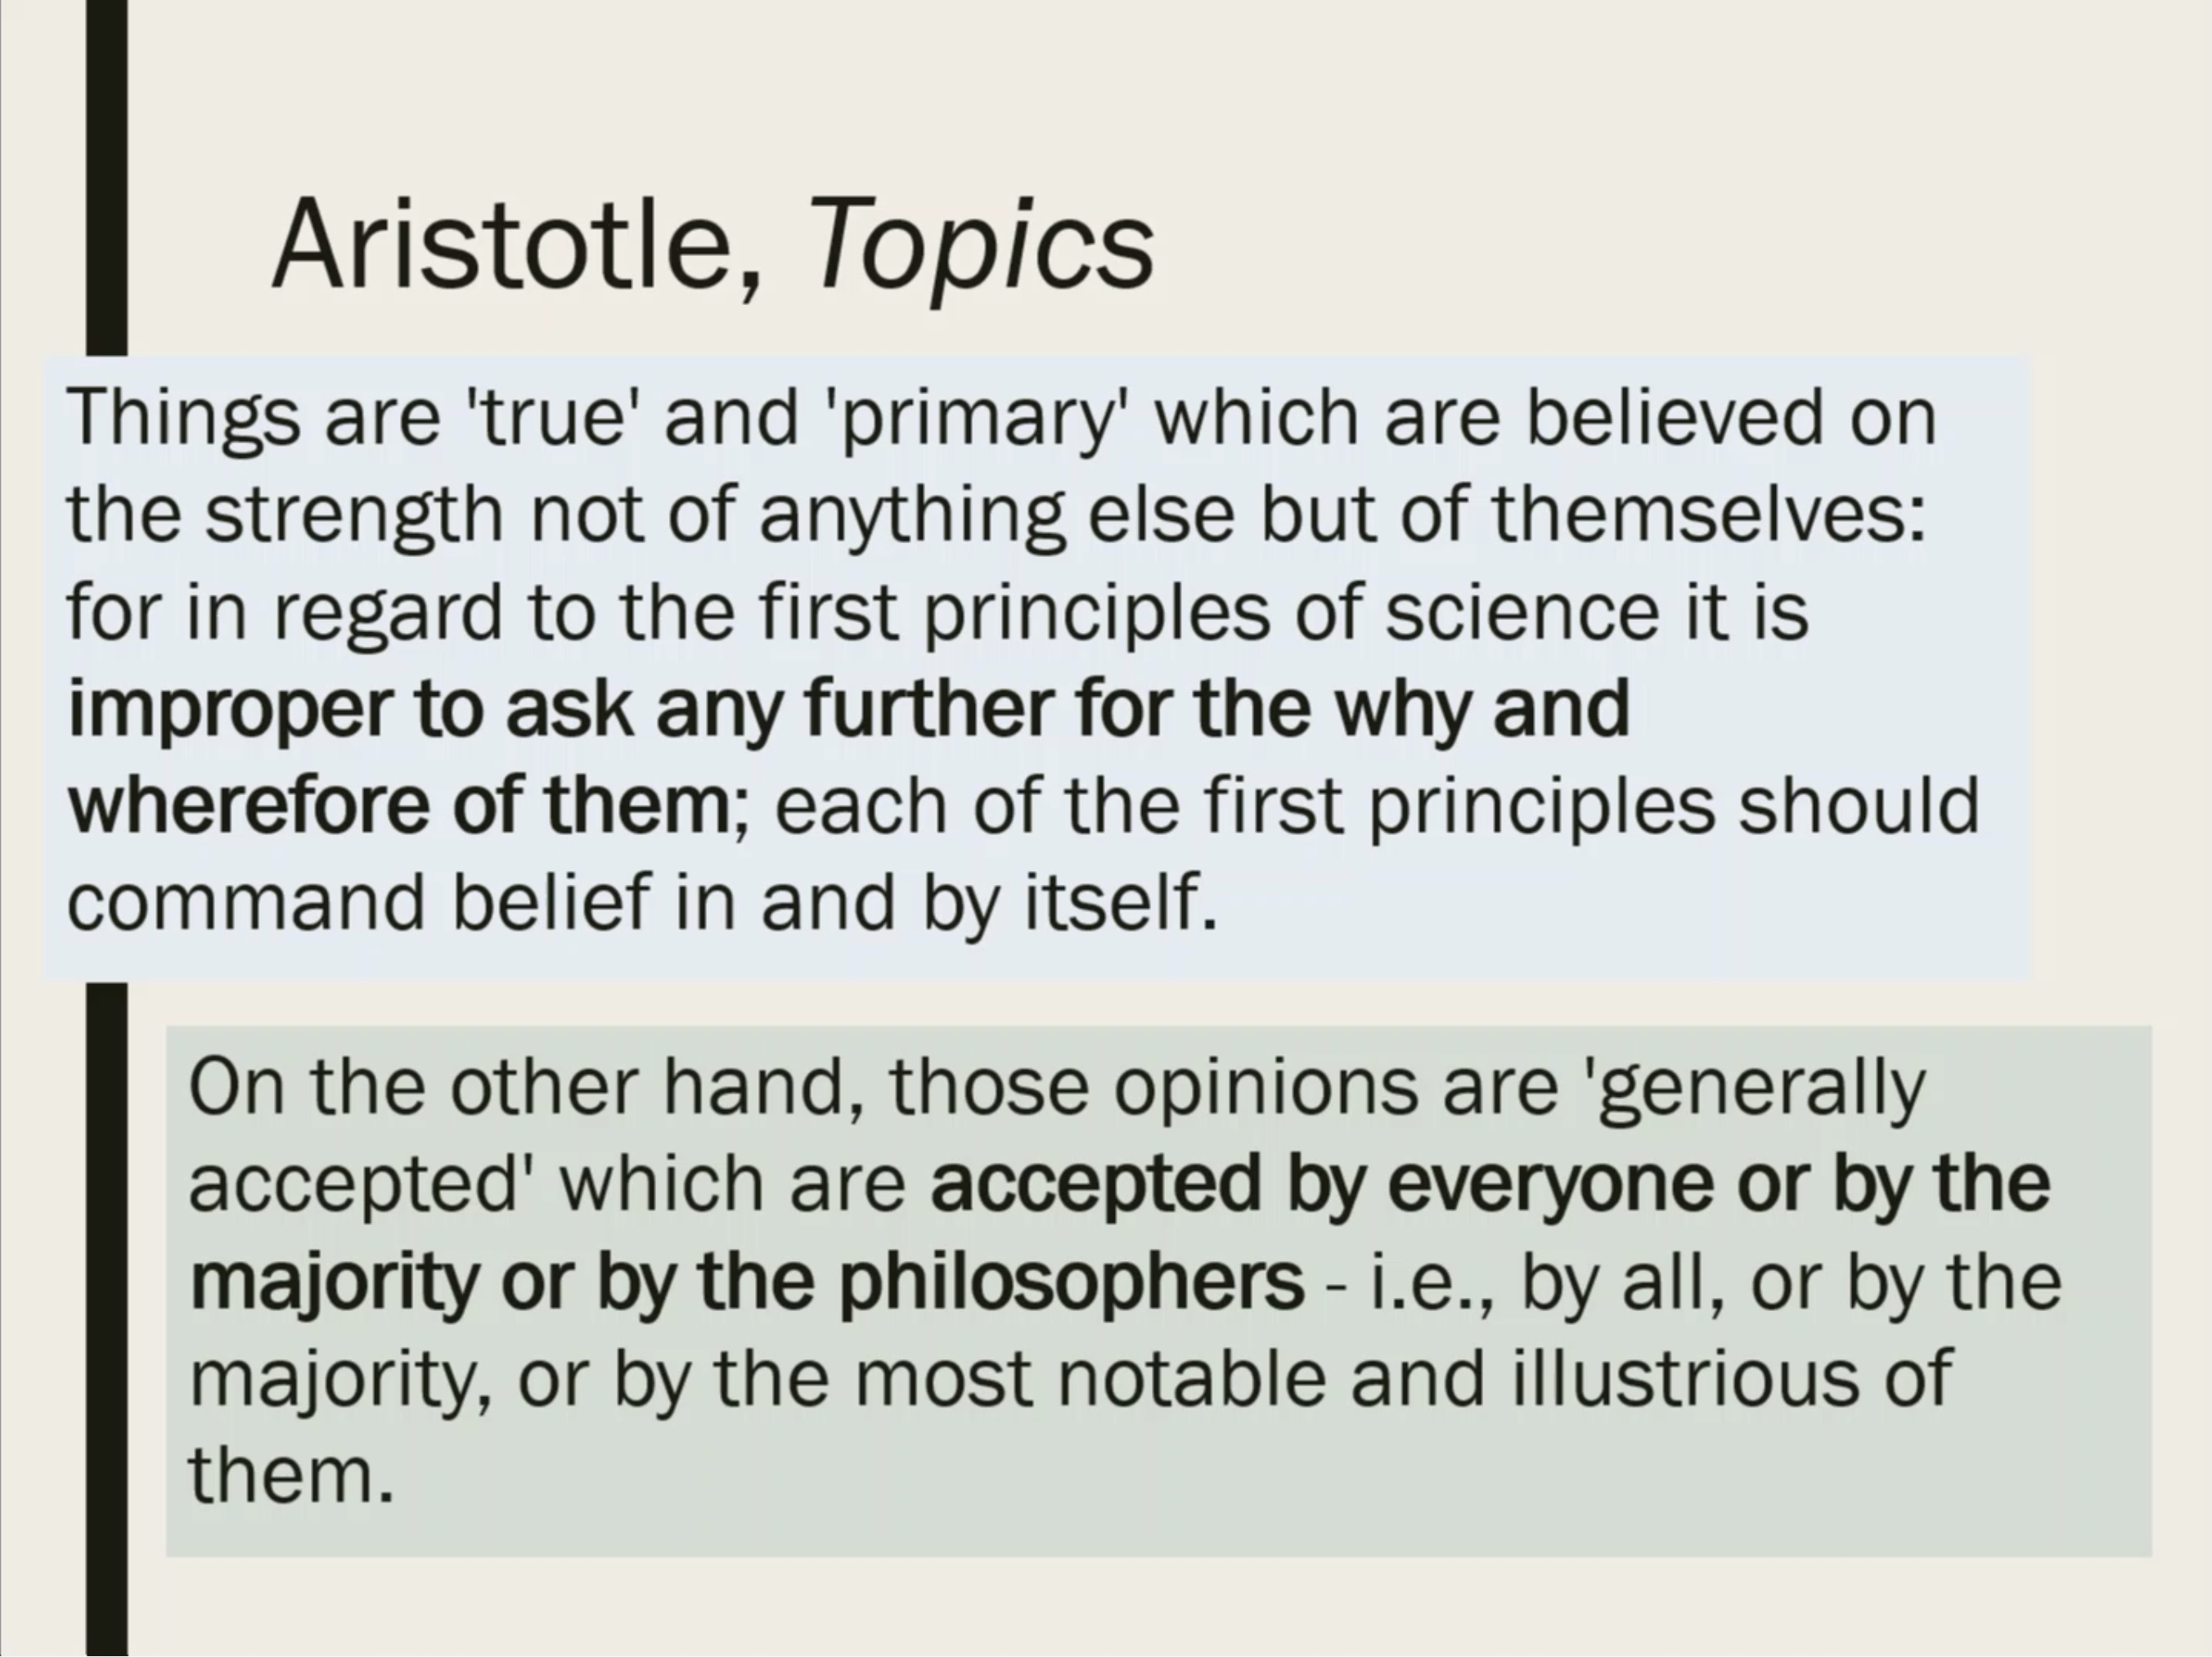 Aristotle, Topics
Things are 'true' and 'primary' which are believed on
the strength not of anything else but of themselves:
for in regard to the first principles of science it is
improper to ask any further for the why and
wherefore of them; each of the first principles should
command belief in and by itself.
On the other hand, those opinions are 'generally
accepted' which are accepted by everyone or by the
majority or by the philosophers - i.e., by all, or by the
majority, or by the most notable and illustrious of
them.